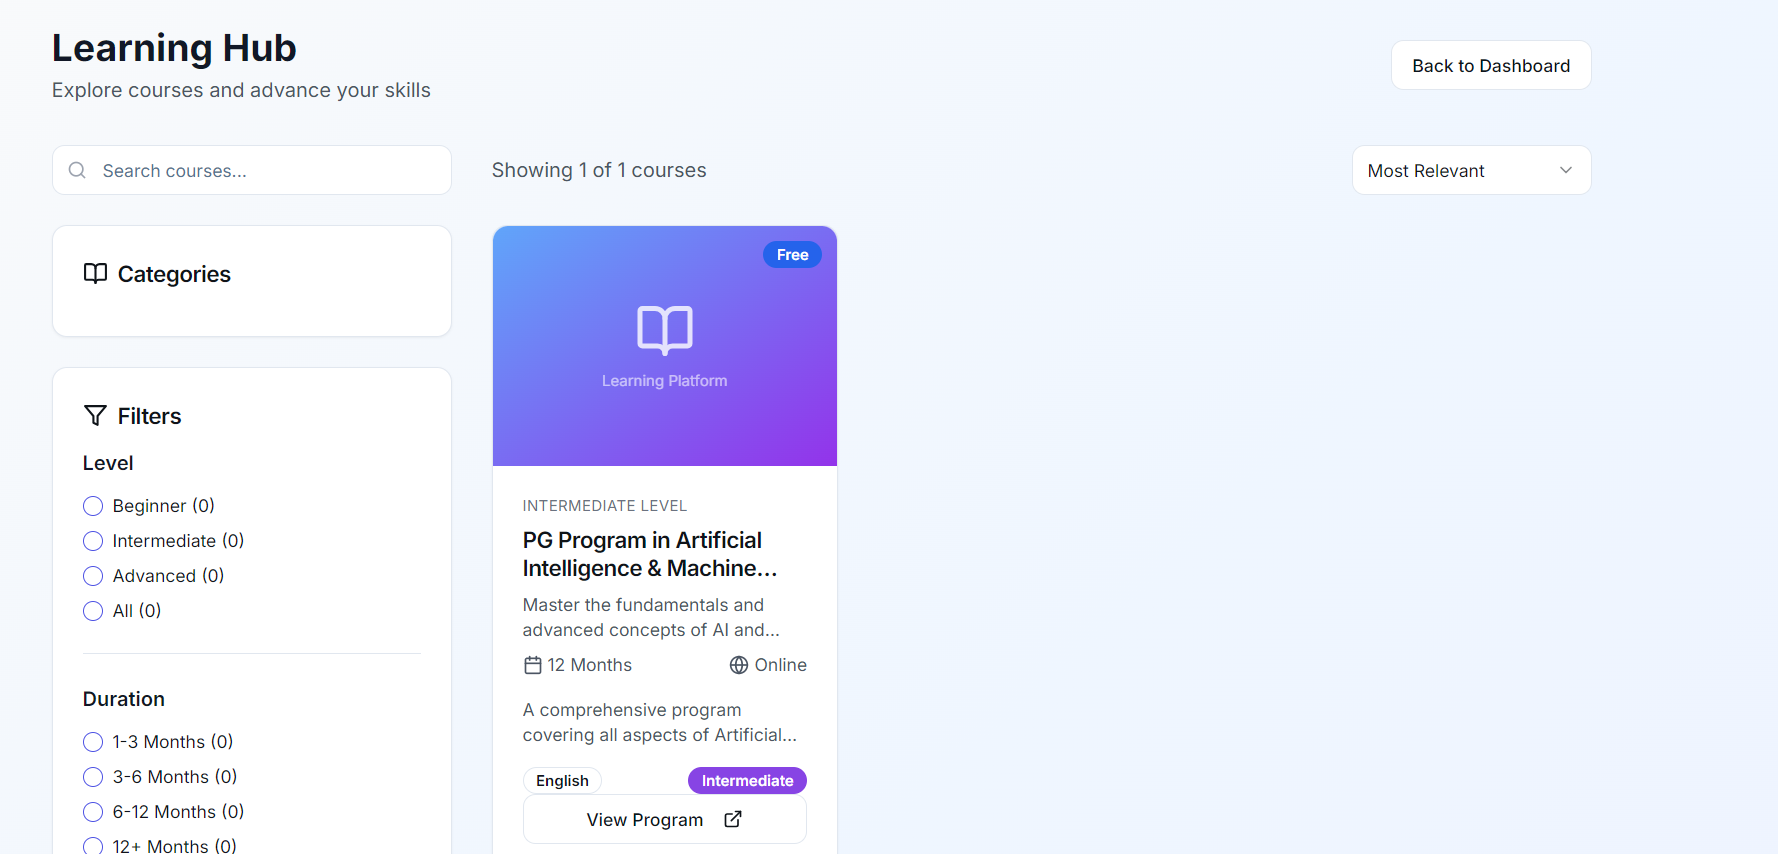 Learning Hub
Explore courses and advance your skills
Back to Dashboard
Search courses...
Showing 1 of 1 courses
Most Relevant
Categories
Filters
Level
Beginner (0)
Intermediate (0)
Advanced (0)
All (0)
Duration
1-3 Months (0)
3-6 Months (0)
6-12 Months (0)
12+ Months (0)
Free
Learning Platform
INTERMEDIATE LEVEL
PG Program in Artificial
Intelligence & Machine...
Master the fundamentals and
advanced concepts of AI and...
12 Months
Online
A comprehensive program
covering all aspects of Artificial...
English
Intermediate
View Program